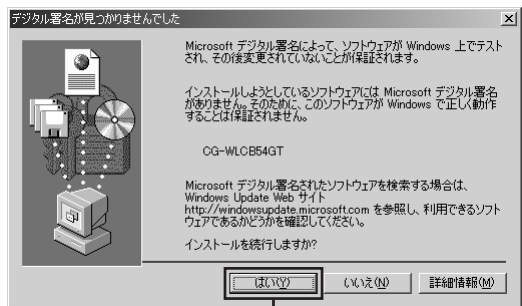 デジタル署名が見つかりませんでした
Microsoft デジタル署名によって、ソフトウェアが Windows 上でテスト
され、その後変更されていないことが保証されます。
インストールしようとしているソフトウェアには Microsoft デジタル署名
がありません。そのために、このソフトウェアが Windows で正しく動作
することは保証されません。
CG-WLCB54GT
Microsoft デジタル署名されたソフトウェアを検索する場合は、
Windows Update Web サイト
http://windowsupdate.microsoft.com を参照し、利用できるソフト
ウェアであるかどうかを確認してください。
インストールを続行しますか?
はい(Y) いいえ(N) 詳細情報(M)